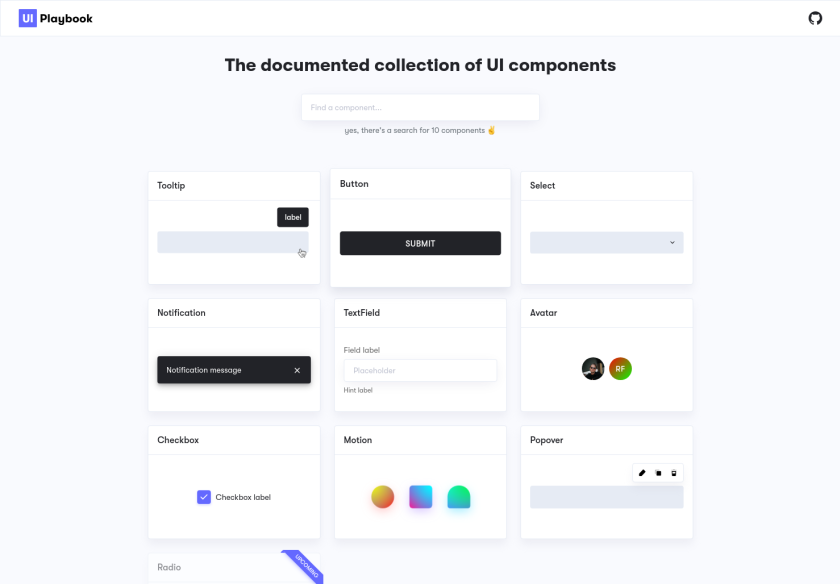 UI Playbook
The documented collection of UI components
Find a component...
yes, there's a search for 10 components ✌️
Tooltip
label
Button
SUBMIT
Select
Notification
Notification message
TextField
Field label
Placeholder
Hint label
Avatar
RF
Checkbox
Checkbox label
Motion
Popover
Radio
UPCOMING